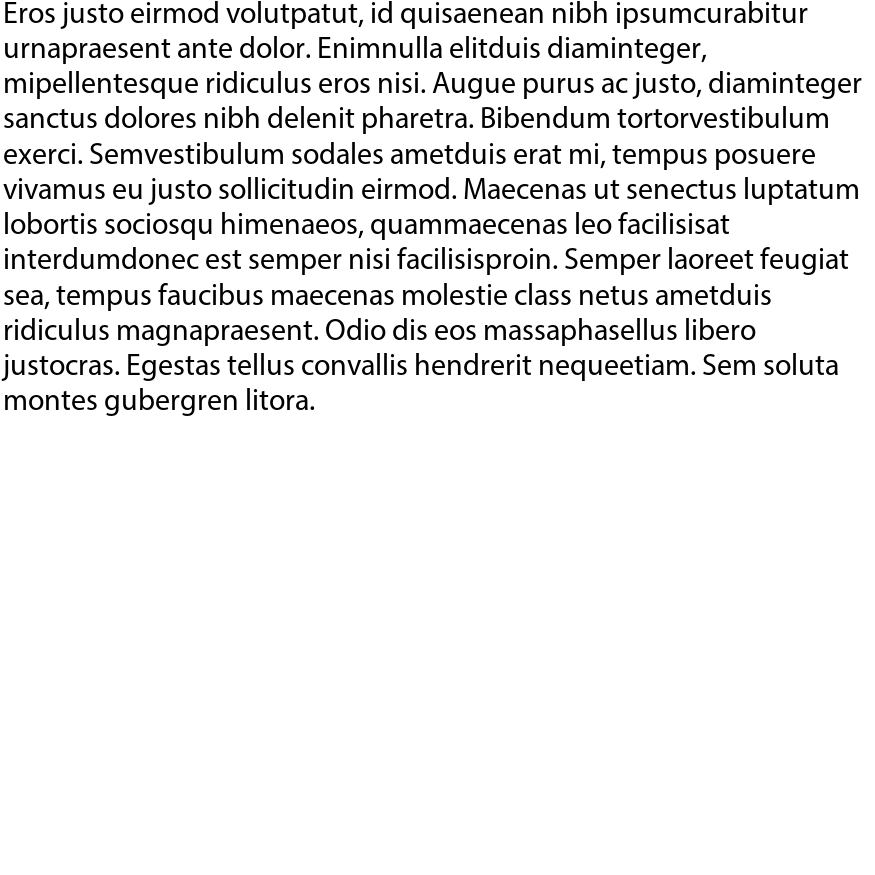 Eros justo eirmod volutpatut, id quisaenean nibh ipsumcurabitur
urnapraesent ante dolor. Enimnulla elitduis diaminteger,
mipellentesque ridiculus eros nisi. Augue purus ac justo, diaminteger
sanctus dolores nibh delenit pharetra. Bibendum tortorvestibulum
exerci. Semvestibulum sodales ametduis erat mi, tempus posuere
vivamus eu justo sollicitudin eirmod. Maecenas ut senectus luptatum
lobortis sociosqu himenaeos, quammaecenas leo facilisisat
interdumdonec est semper nisi facilisisproin. Semper laoreet feugiat
sea, tempus faucibus maecenas molestie class netus ametduis
ridiculus magnapraesent. Odio dis eos massaphasellus libero
justocras. Egestas tellus convallis hendrerit nequeetiam. Sem soluta
montes gubergren litora.